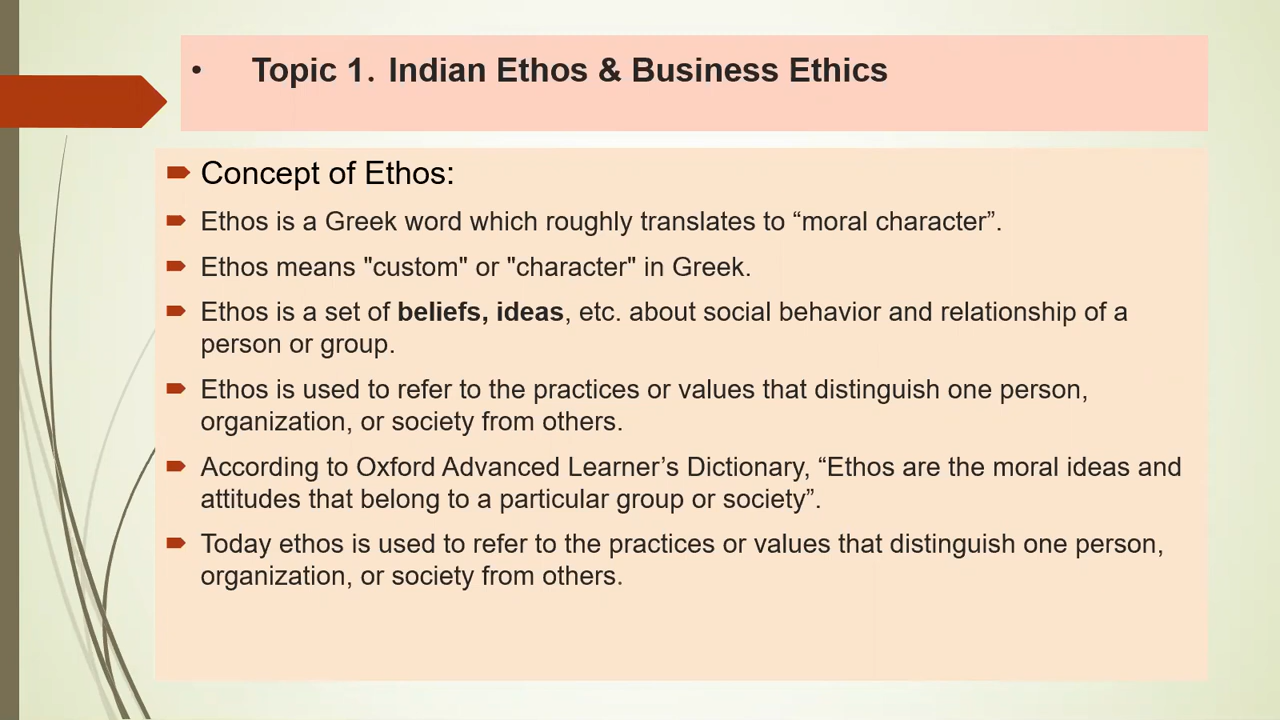 • Topic 1. Indian Ethos & Business Ethics
Concept of Ethos:
Ethos is a Greek word which roughly translates to “moral character”.
Ethos means "custom" or "character" in Greek.
Ethos is a set of beliefs, ideas, etc. about social behavior and relationship of a
person or group.
Ethos is used to refer to the practices or values that distinguish one person,
organization, or society from others.
According to Oxford Advanced Learner’s Dictionary, “Ethos are the moral ideas and
attitudes that belong to a particular group or society”.
Today ethos is used to refer to the practices or values that distinguish one person,
organization, or society from others.